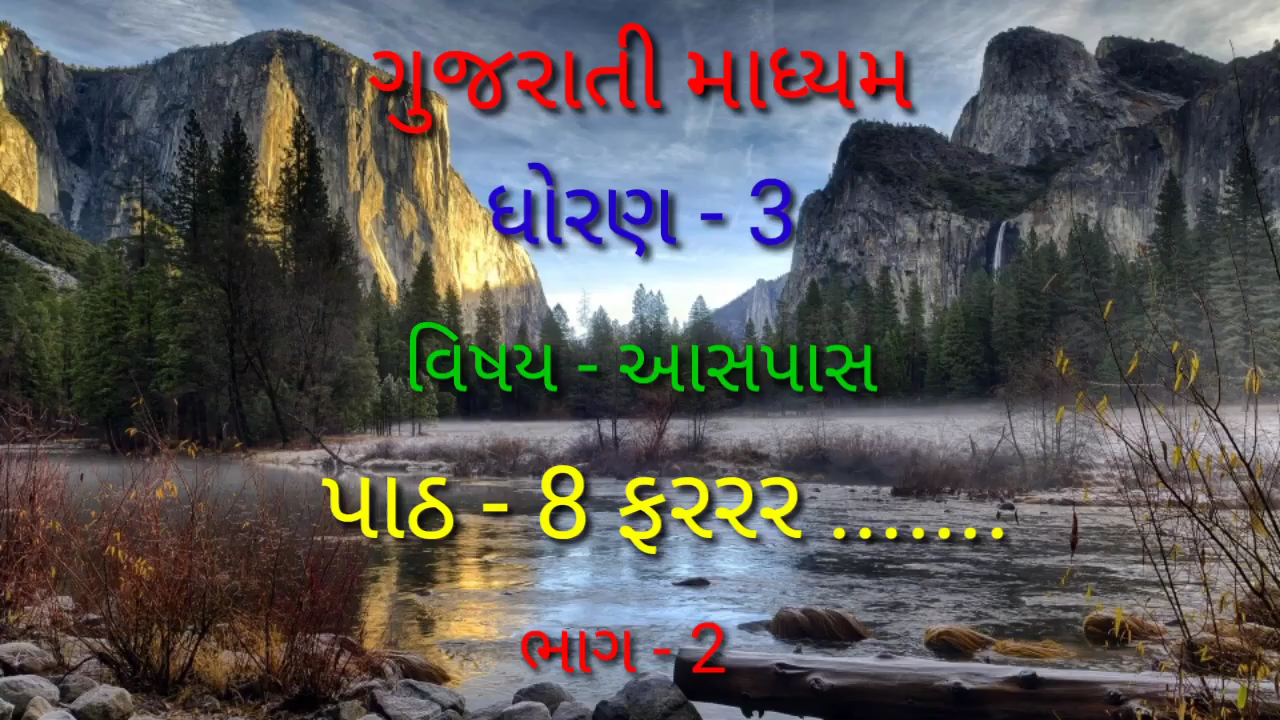 ગુજરાતી માધ્યમ
ધોરણ - 3
વિષય - આસપાસ
પાઠ - 8 ફરરર .......
ભાગ - 2